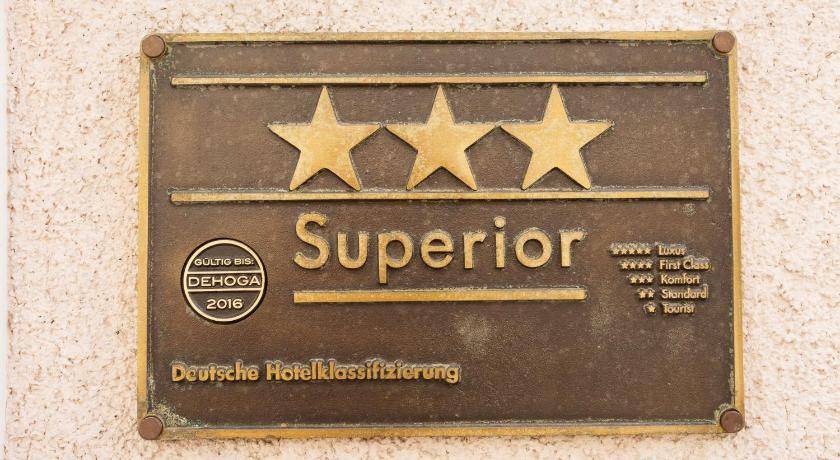 Superior
GÜLTIG BIS:
DEHOGA
2016
Luxus
First Class
Komfort
Standard
Tourist
Deutsche Hotelklassifizierung